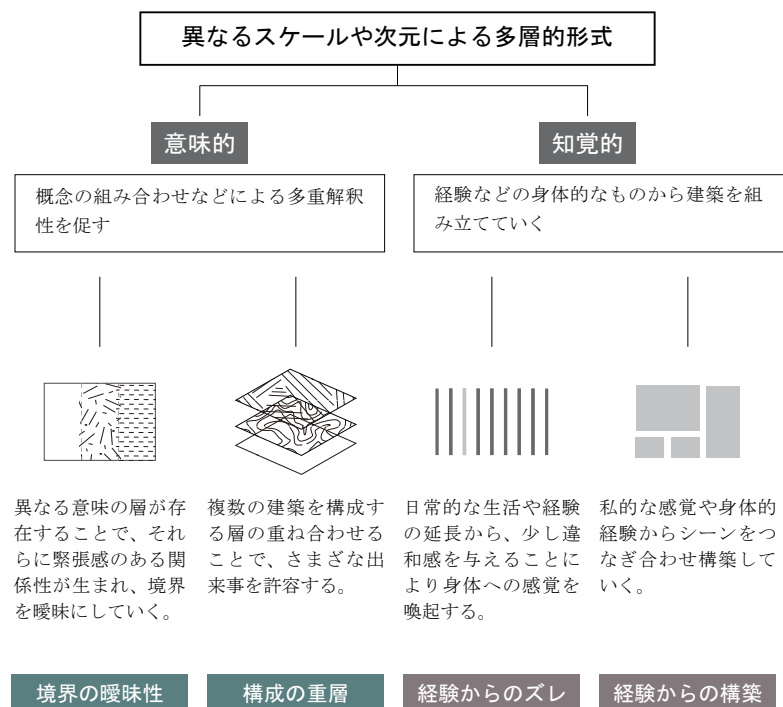 異なるスケールや次元による多層的形式
意味的
知覚的
概念の組み合わせなどによる多重解釈
性を促す
経験などの身体的なものから建築を組
み立てていく
異なる意味の層が存
在することで、それ
らに緊張感のある関
係性が生まれ、境界
を曖昧にしていく。
複数の建築を構成す
る層の重ね合わせる
ことで、さまざな出
来事を許容する。
日常的な生活や経験
の延長から、少し違
和感を与えることに
より身体への感覚を
喚起する。
私的な感覚や身体的
経験からシーンをつ
なぎ合わせ構築して
いく。
境界の曖昧性
構成の重層
経験からのズレ
経験からの構築